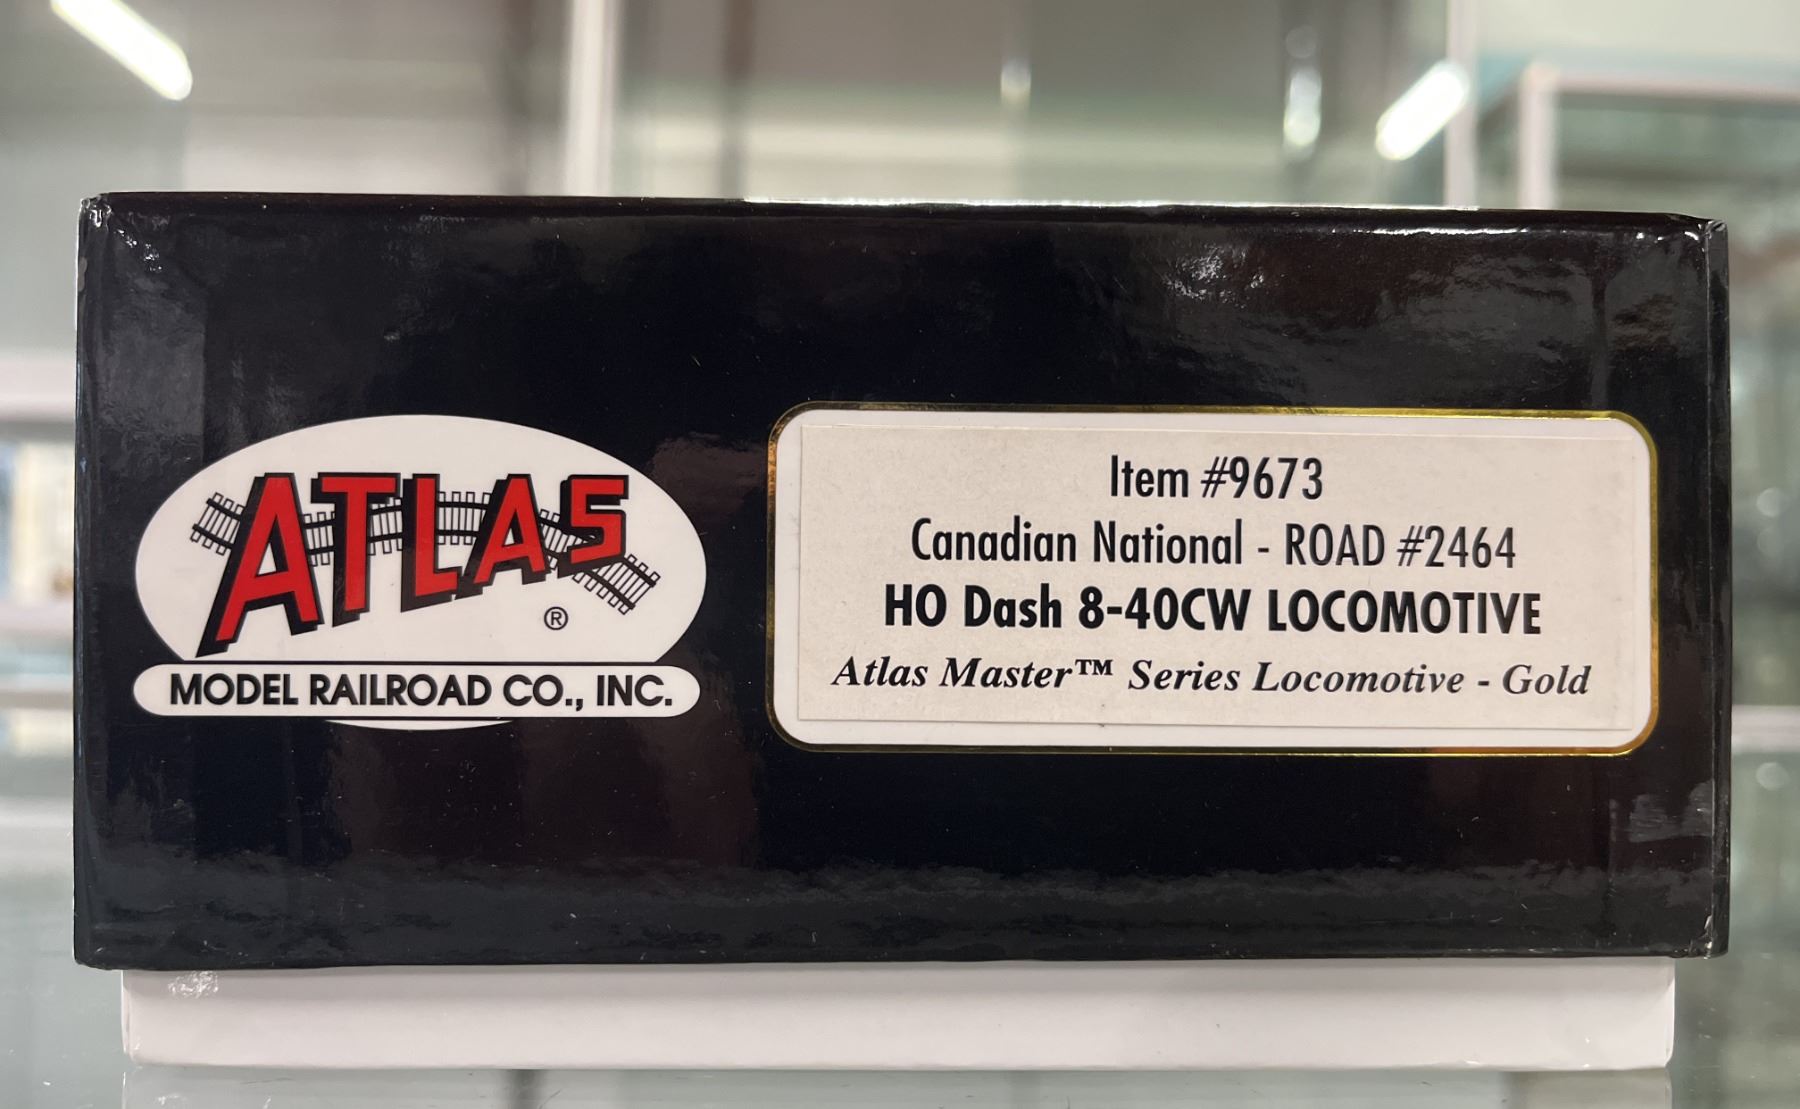 ATLAS
®
MODEL RAILROAD CO., INC.
Item #9673
Canadian National - ROAD #2464
HO Dash 8-40CW LOCOMOTIVE
Atlas Master™ Series Locomotive - Gold